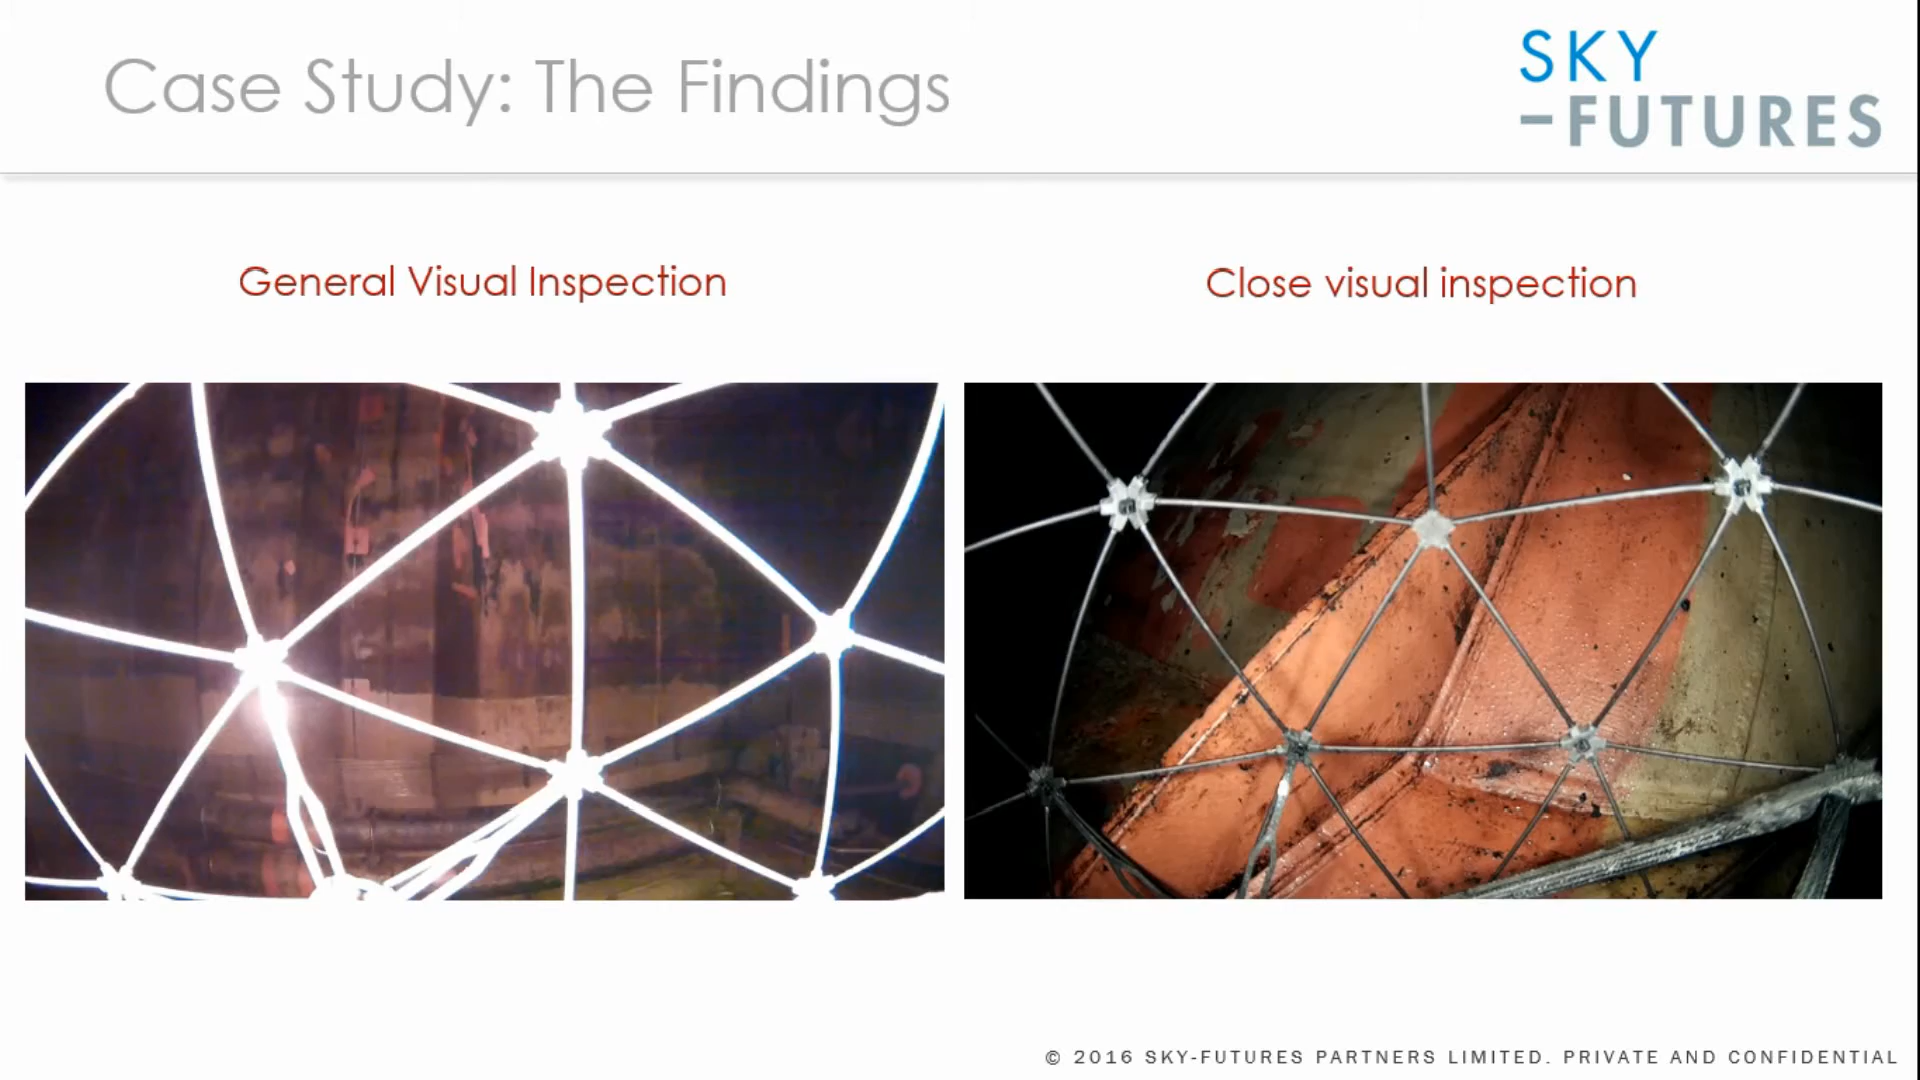 Case Study: The Findings
SKY
-FUTURES
General Visual Inspection
Close visual inspection
© 2016 SKY-FUTURES PARTNERS LIMITED. PRIVATE AND CONFIDENTIAL